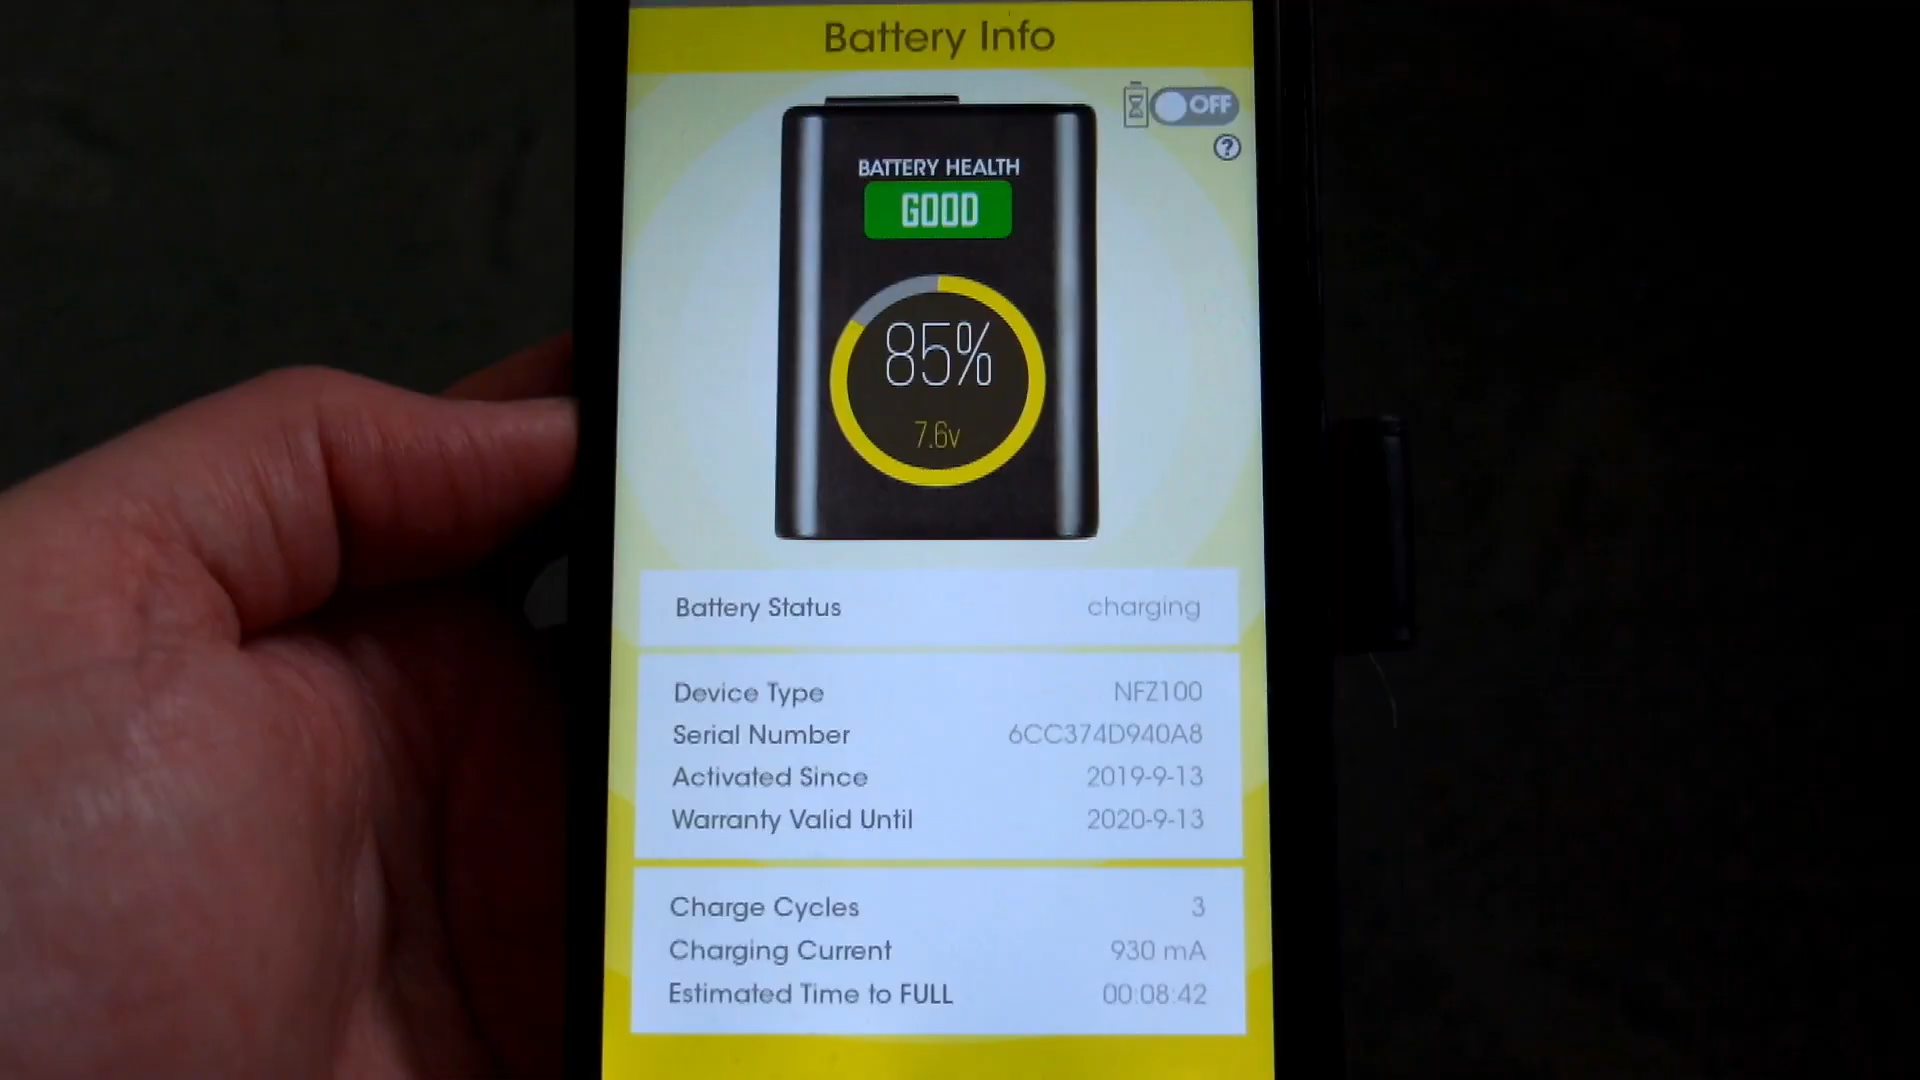 Battery Info
OFF
?
BATTERY HEALTH
GOOD
85%
7.6v
Battery Status charging
Device Type NFZ100
Serial Number 6CC374D940A8
Activated Since 2019-9-13
Warranty Valid Until 2020-9-13
Charge Cycles 3
Charging Current 930 mA
Estimated Time to FULL 00:08:42